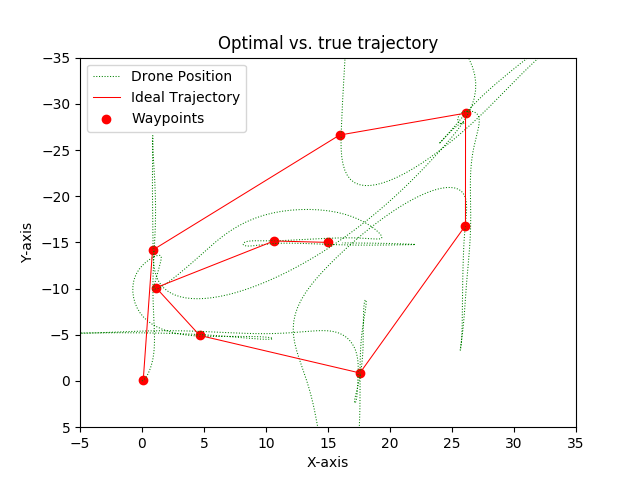 Optimal vs. true trajectory
Drone Position
Ideal Trajectory
Waypoints
Y-axis
−35
−30
−25
−20
−15
−10
−5
0
5
−5 0 5 10 15 20 25 30 35
X-axis